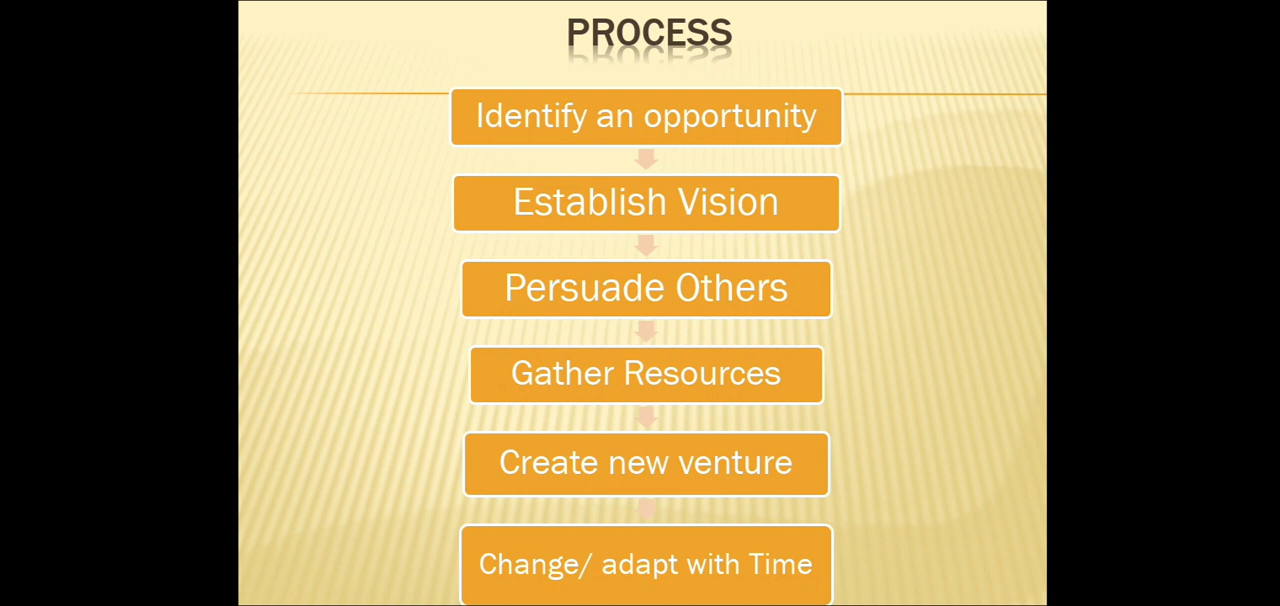 PROCESS
Identify an opportunity
Establish Vision
Persuade Others
Gather Resources
Create new venture
Change/ adapt with Time